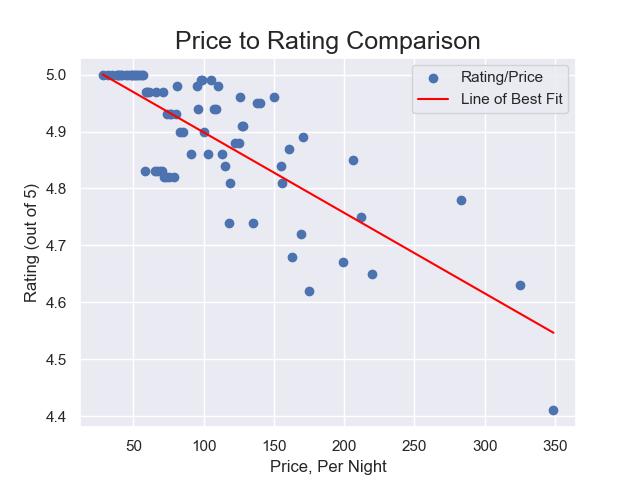 Price to Rating Comparison
Rating/Price
Line of Best Fit
Rating (out of 5)
5.0
4.9
4.8
4.7
4.6
4.5
4.4
50 100 150 200 250 300 350
Price, Per Night